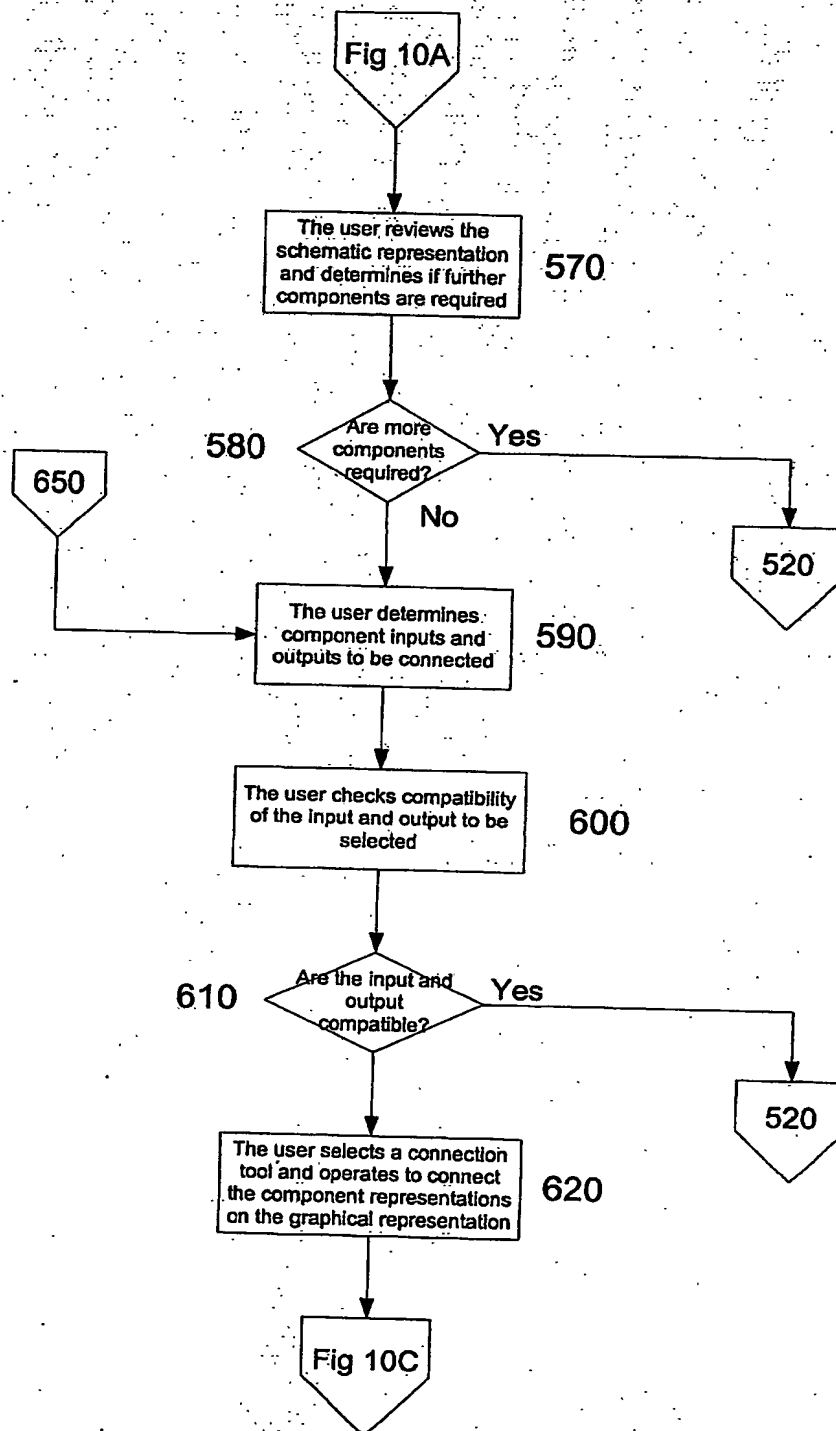 Fig 10A
The user reviews the
schematic representation
and determines if further
components are required
570
580
Are more
components
required?
Yes
650
No
520
The user determines
component inputs and
outputs to be connected
590
The user checks compatibility
of the input and output to be
selected
600
610
Are the input and
output
compatible?
Yes
520
The user selects a connection
tool and operates to connect
the component representations
on the graphical representation
620
Fig 10C